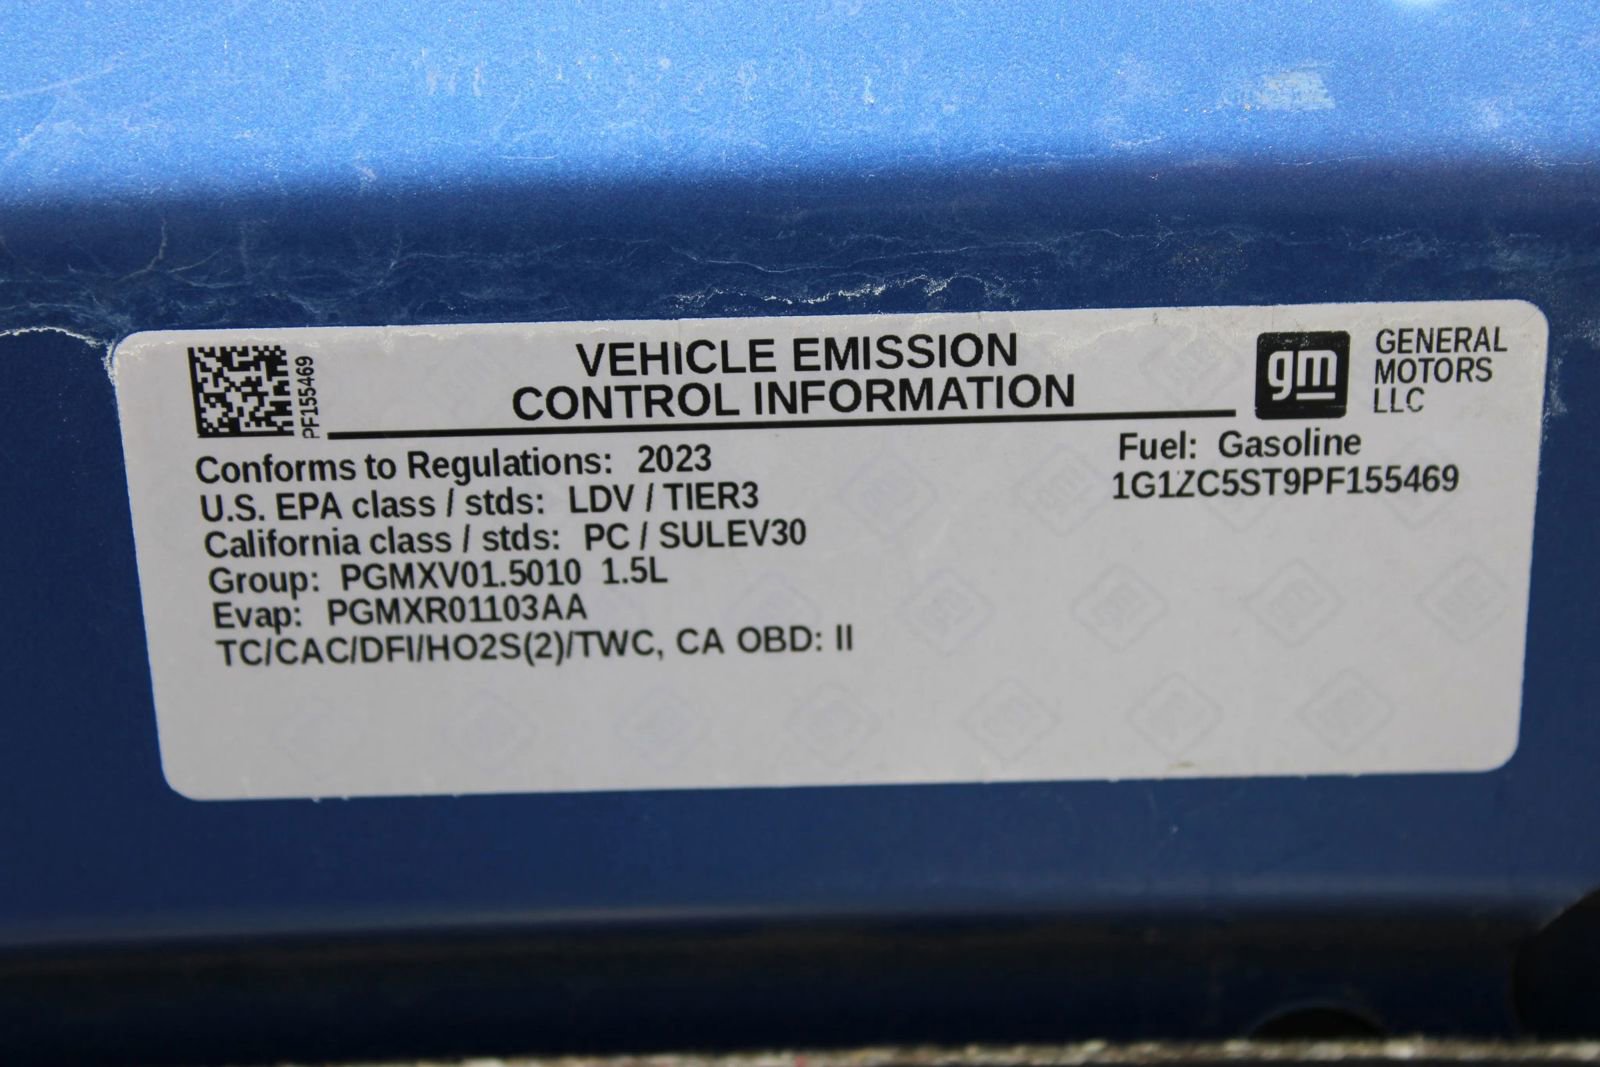 PF155469
VEHICLE EMISSION
CONTROL INFORMATION
gm
GENERAL
MOTORS
LLC
Conforms to Regulations: 2023
U.S. EPA class / stds: LDV / TIER3
California class / stds: PC / SULEV30
Group: PGMXV01.5010 1.5L
Evap: PGMXR01103AA
TC/CAC/DFI/HO2S(2)/TWC, CA OBD: II
Fuel: Gasoline
1G1ZC5ST9PF155469